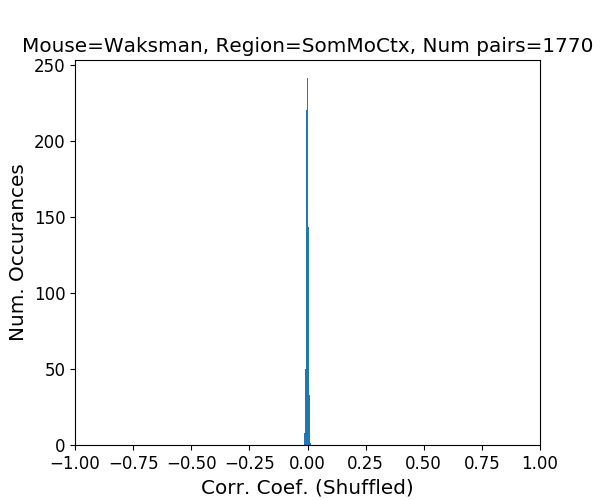 Mouse=Waksman, Region=SomMoCtx, Num pairs=1770
250
200
150
100
50
0
Num. Occurances
−1.00 −0.75 −0.50 −0.25 0.00 0.25 0.50 0.75 1.00
Corr. Coef. (Shuffled)